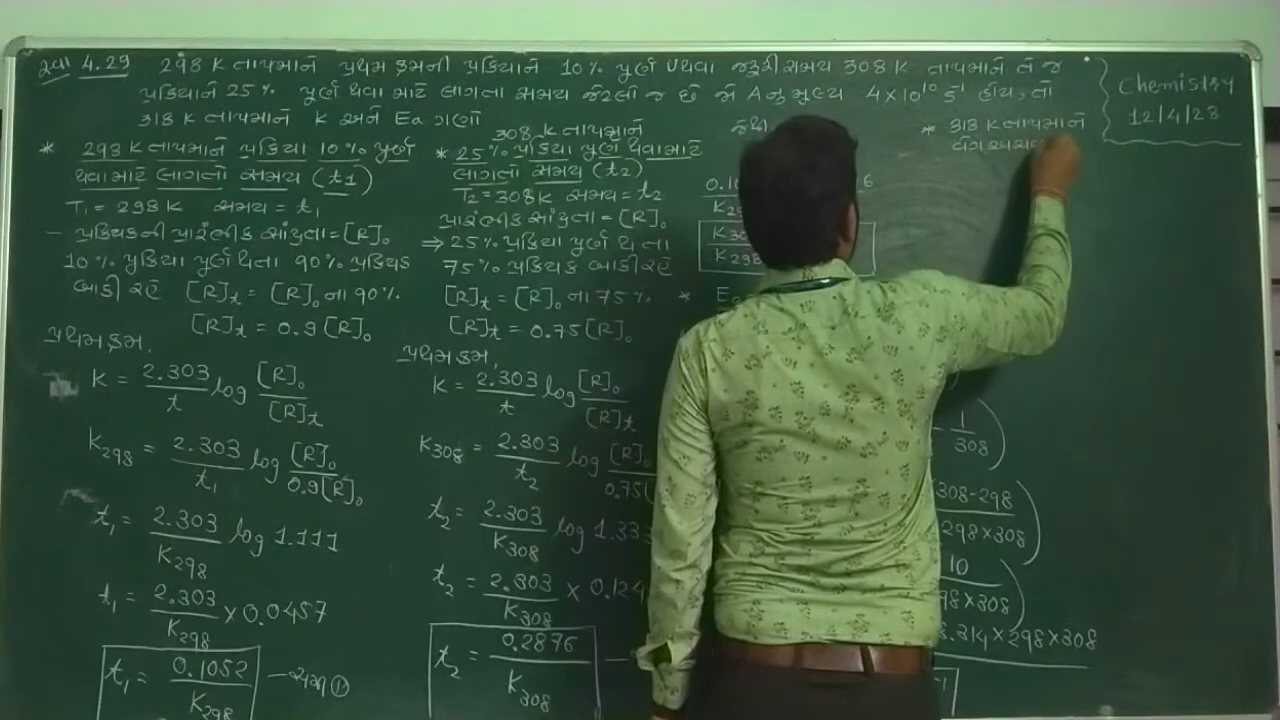 સ્વા 4.29 298 K તાપમાને પ્રથમ ક્રમની પ્રક્રિયાને 10% પૂર્ણ થવા જરૂરી સમય 308 K તાપમાને તે જ
પ્રક્રિયાને 25% પૂર્ણ થવા માટે લાગતા સમય જેટલો જ છે જો A નું મૂલ્ય 4×10¹⁰ s⁻¹ હોય, તો
318 K તાપમાને K અને Ea ગણો
Chemistry
12/4/23
* 298 K તાપમાને પ્રક્રિયા 10% પૂર્ણ
થવા માટે લાગતો સમય (t1)
T₁ = 298 K સમય = t₁
– પ્રક્રિયકની પ્રારંભીક સાંદ્રતા = [R]₀
10% પ્રક્રિયા પૂર્ણ થતા 90% પ્રક્રિયક
બાકી રહે [R]t = [R]₀ ના 90%.
[R]t = 0.9 [R]₀
પ્રથમ ક્રમ,
K = 2.303/t log [R]₀/[R]t
K₂₉₈ = 2.303/t₁ log [R]₀/0.9[R]₀
t₁ = 2.303/K₂₉₈ log 1.111
t₁ = 2.303/K₂₉₈ × 0.0457
t₁ = 0.1052/K₂₉₈ — સમી ①
308 K તાપમાને
* 25% પ્રક્રિયા પૂર્ણ થવા માટે
લાગતો સમય (t₂)
T₂ = 308 K સમય = t₂
પ્રારંભીક સાંદ્રતા = [R]₀
⇒ 25% પ્રક્રિયા પૂર્ણ થતા
75% પ્રક્રિયક બાકી રહે
[R]t = [R]₀ ના 75%.
[R]t = 0.75 [R]₀
પ્રથમ ક્રમ,
K = 2.303/t log [R]₀/[R]t
K₃₀₈ = 2.303/t₂ log [R]₀/0.75
t₂ = 2.303/K₃₀₈ log 1.33
t₂ = 2.303/K₃₀₈ × 0.124
t₂ = 0.2876/K₃₀₈
* 318 K તાપમાને
1/308
308-298
298×308
10
98×308
8.314×298×308